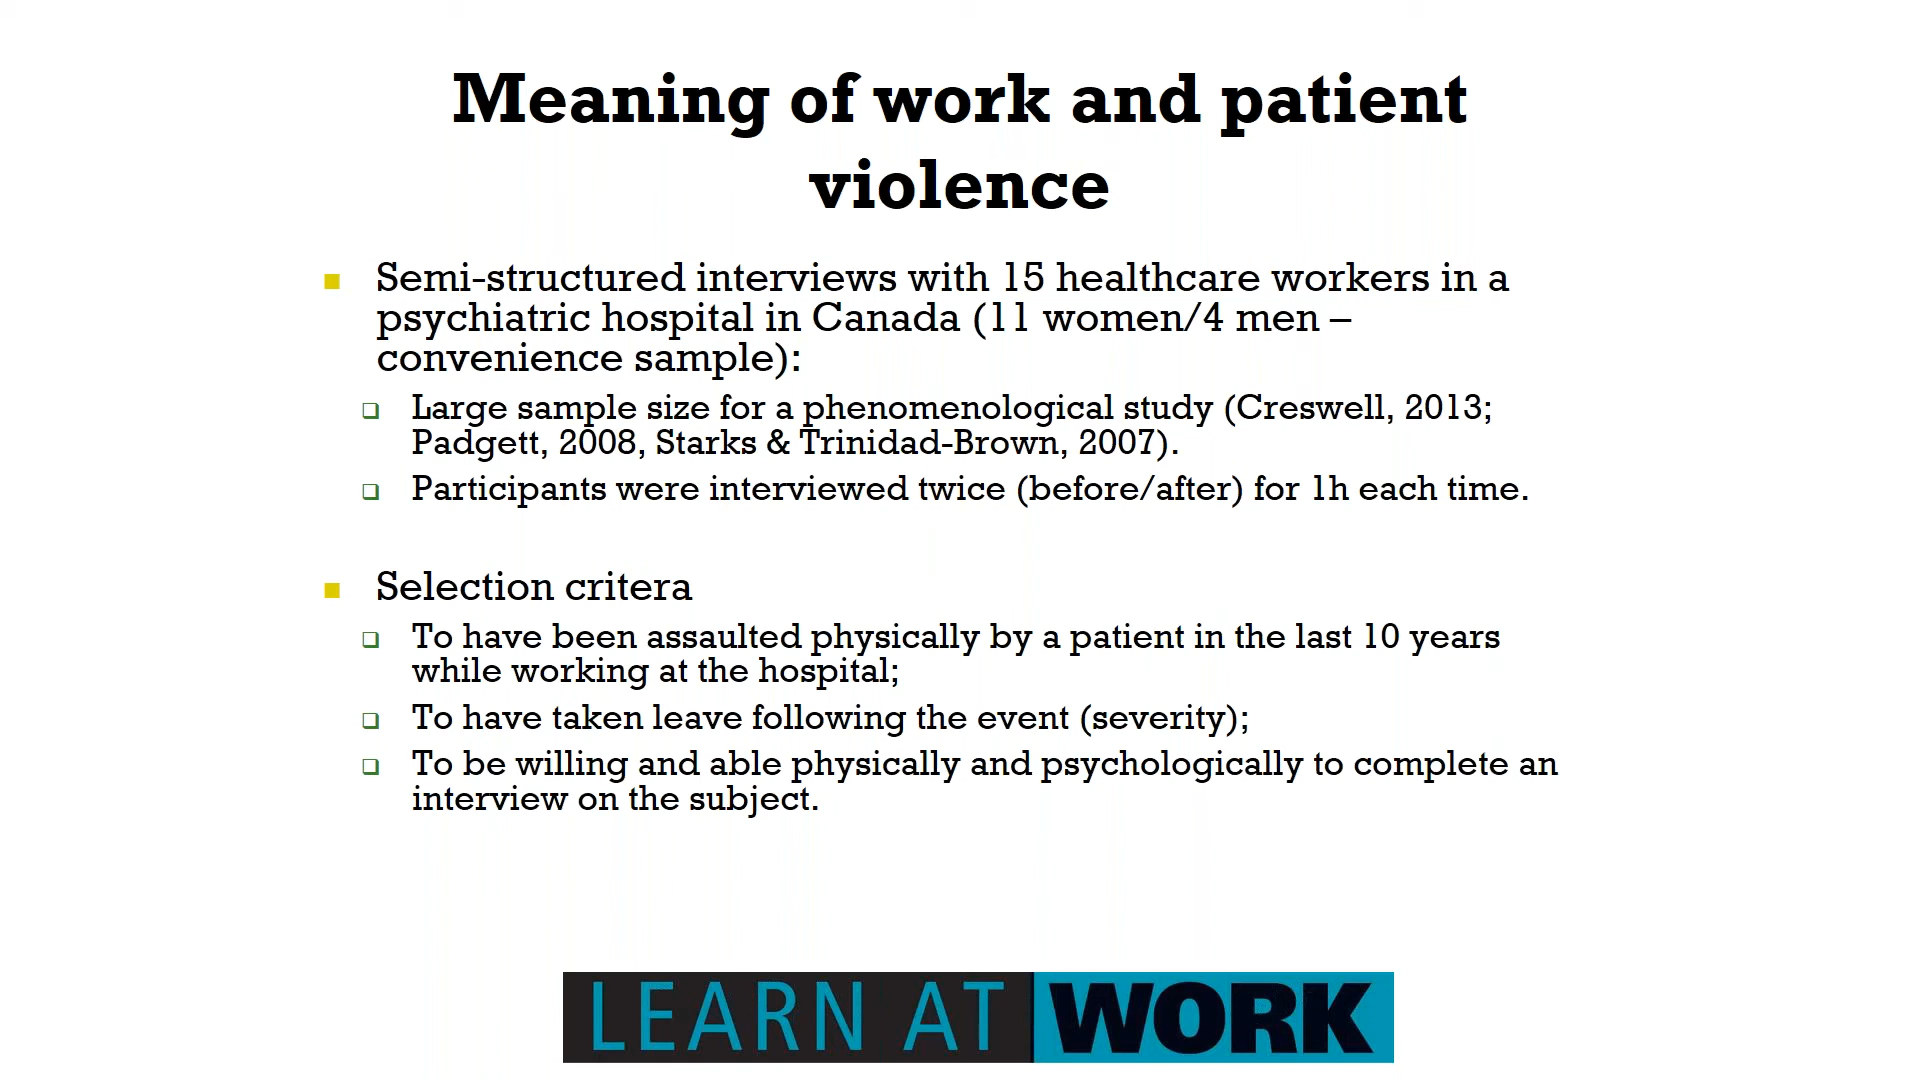 Meaning of work and patient
violence
Semi-structured interviews with 15 healthcare workers in a
psychiatric hospital in Canada (11 women/4 men –
convenience sample):
Large sample size for a phenomenological study (Creswell, 2013;
Padgett, 2008, Starks & Trinidad-Brown, 2007).
Participants were interviewed twice (before/after) for 1h each time.
Selection critera
To have been assaulted physically by a patient in the last 10 years
while working at the hospital;
To have taken leave following the event (severity);
To be willing and able physically and psychologically to complete an
interview on the subject.
LEARN AT WORK